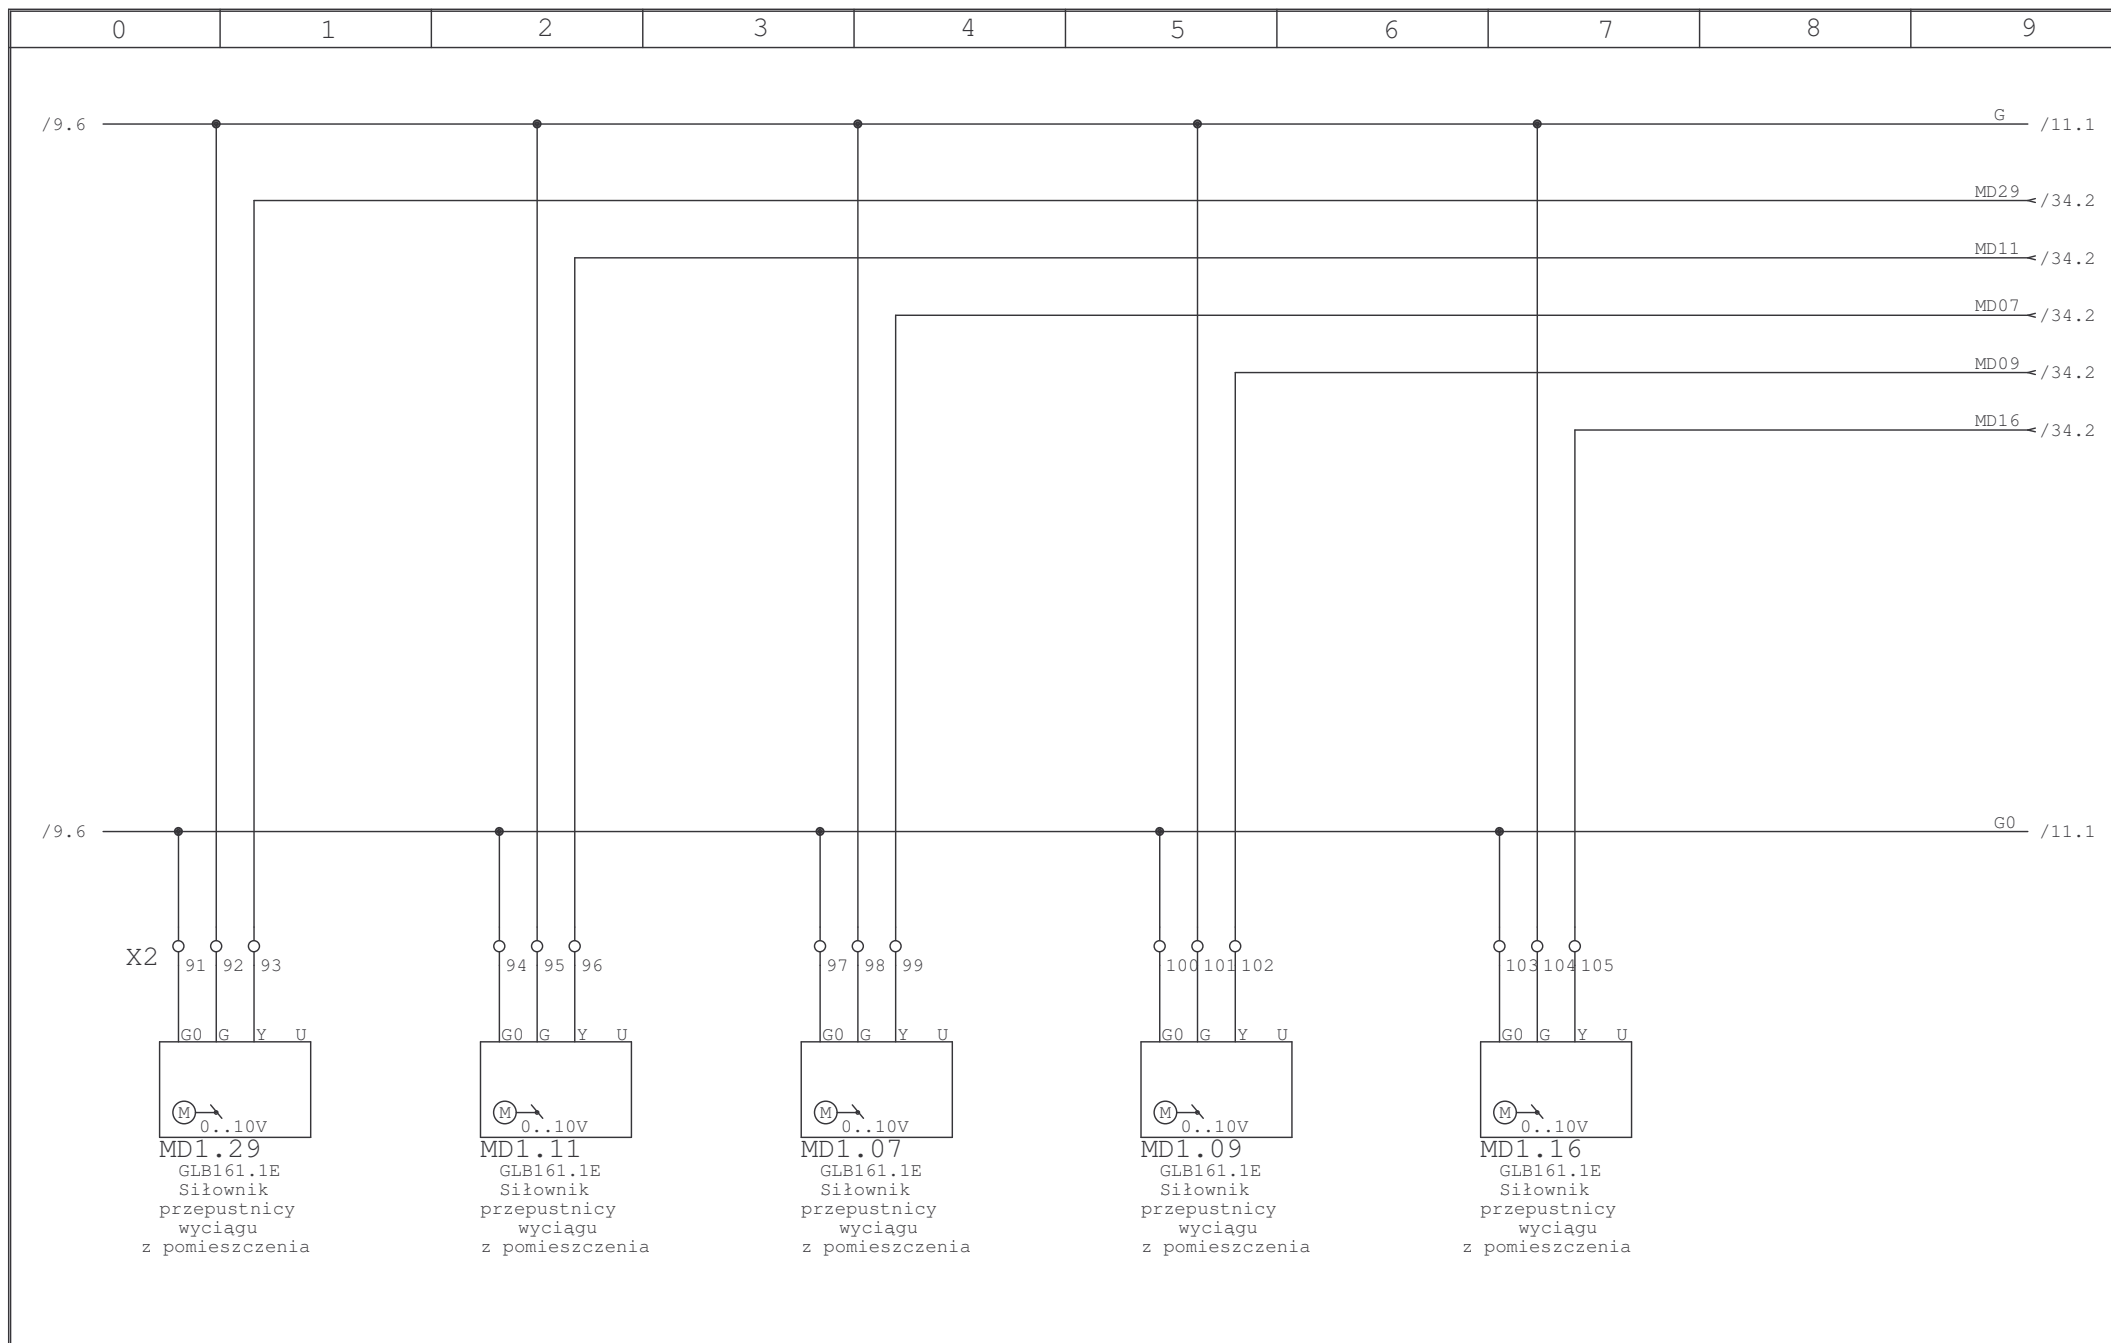 0 1 2 3 4 5 6 7 8 9
/9.6 G /11.1
MD29 /34.2
MD11 /34.2
MD07 /34.2
MD09 /34.2
MD16 /34.2
/9.6 G0 /11.1
X2 91 92 93 94 95 96 97 98 99 100 101 102 103 104 105
G0 G Y U G0 G Y U G0 G Y U G0 G Y U G0 G Y U
M M M M M
0..10V 0..10V 0..10V 0..10V 0..10V
MD1.29
GLB161.1E
Siłownik
przepustnicy
wyciągu
z pomieszczenia
MD1.11
GLB161.1E
Siłownik
przepustnicy
wyciągu
z pomieszczenia
MD1.07
GLB161.1E
Siłownik
przepustnicy
wyciągu
z pomieszczenia
MD1.09
GLB161.1E
Siłownik
przepustnicy
wyciągu
z pomieszczenia
MD1.16
GLB161.1E
Siłownik
przepustnicy
wyciągu
z pomieszczenia